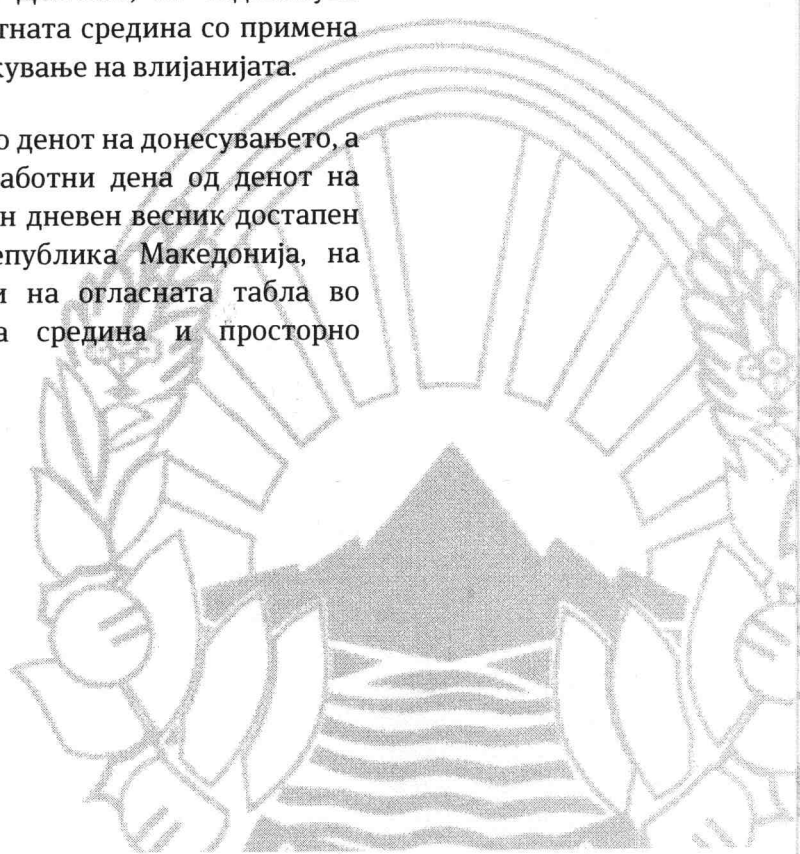 тната средина со примена
кување на влијанијата.
о денот на донесувањето, а
аботни дена од денот на
н дневен весник достапен
епублика Македонија, на
и на огласната табла во
а средина и просторно